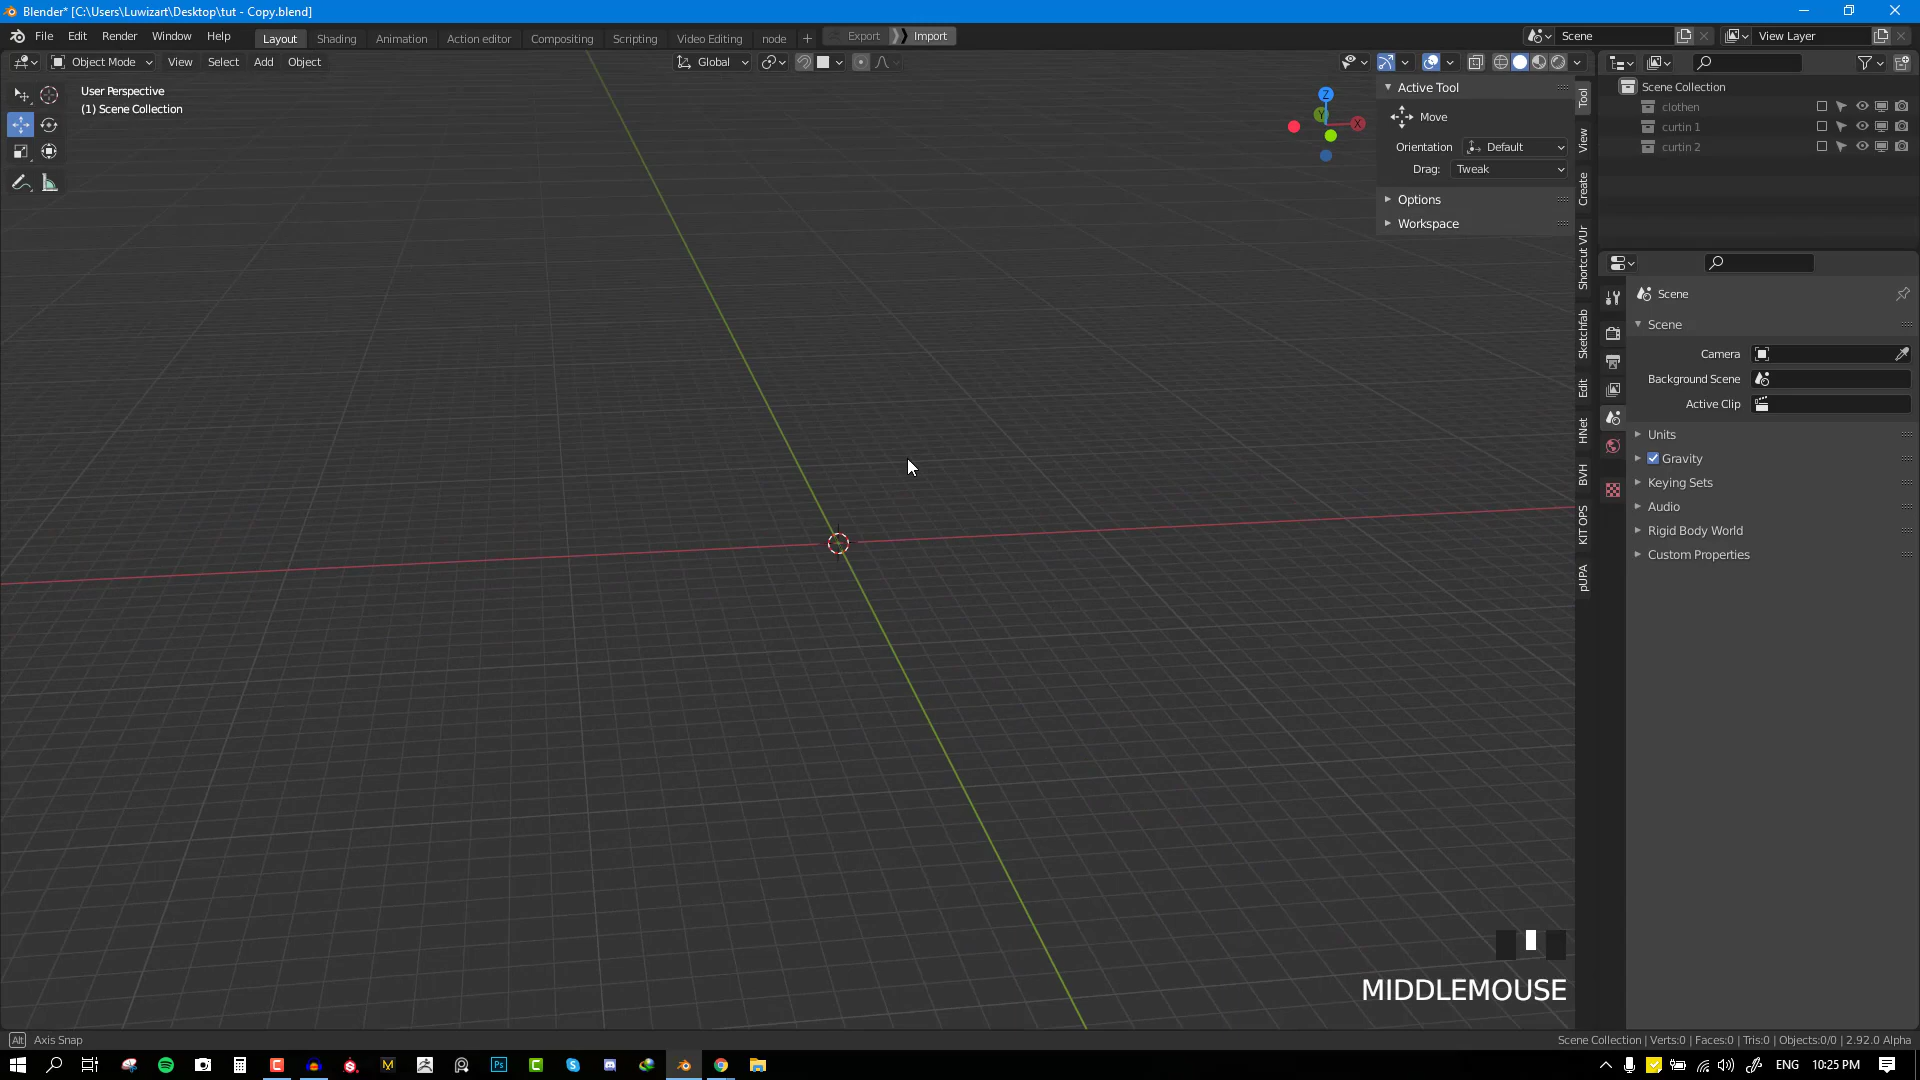 Blender* [C:\Users\Luwizart\Desktop\tut - Copy.blend]
File Edit Render Window Help Layout Shading Animation Action editor Compositing Scripting Video Editing node + Export Import Scene View Layer
Object Mode View Select Add Object Global
User Perspective
(1) Scene Collection
Z
Y
X
Active Tool
Move
Orientation Default
Drag: Tweak
Options
Workspace
Tool
View
Create
Shortcut VUr
Sketchfab
Edit
HNet
BVH
KIT OPS
pUPA
Scene Collection
clothen
curtin 1
curtin 2
Scene
Scene
Camera
Background Scene
Active Clip
Units
Gravity
Keying Sets
Audio
Rigid Body World
Custom Properties
MIDDLEMOUSE
Alt Axis Snap
Scene Collection | Verts:0 | Faces:0 | Tris:0 | Objects:0/0 | 2.92.0 Alpha
ENG 10:25 PM